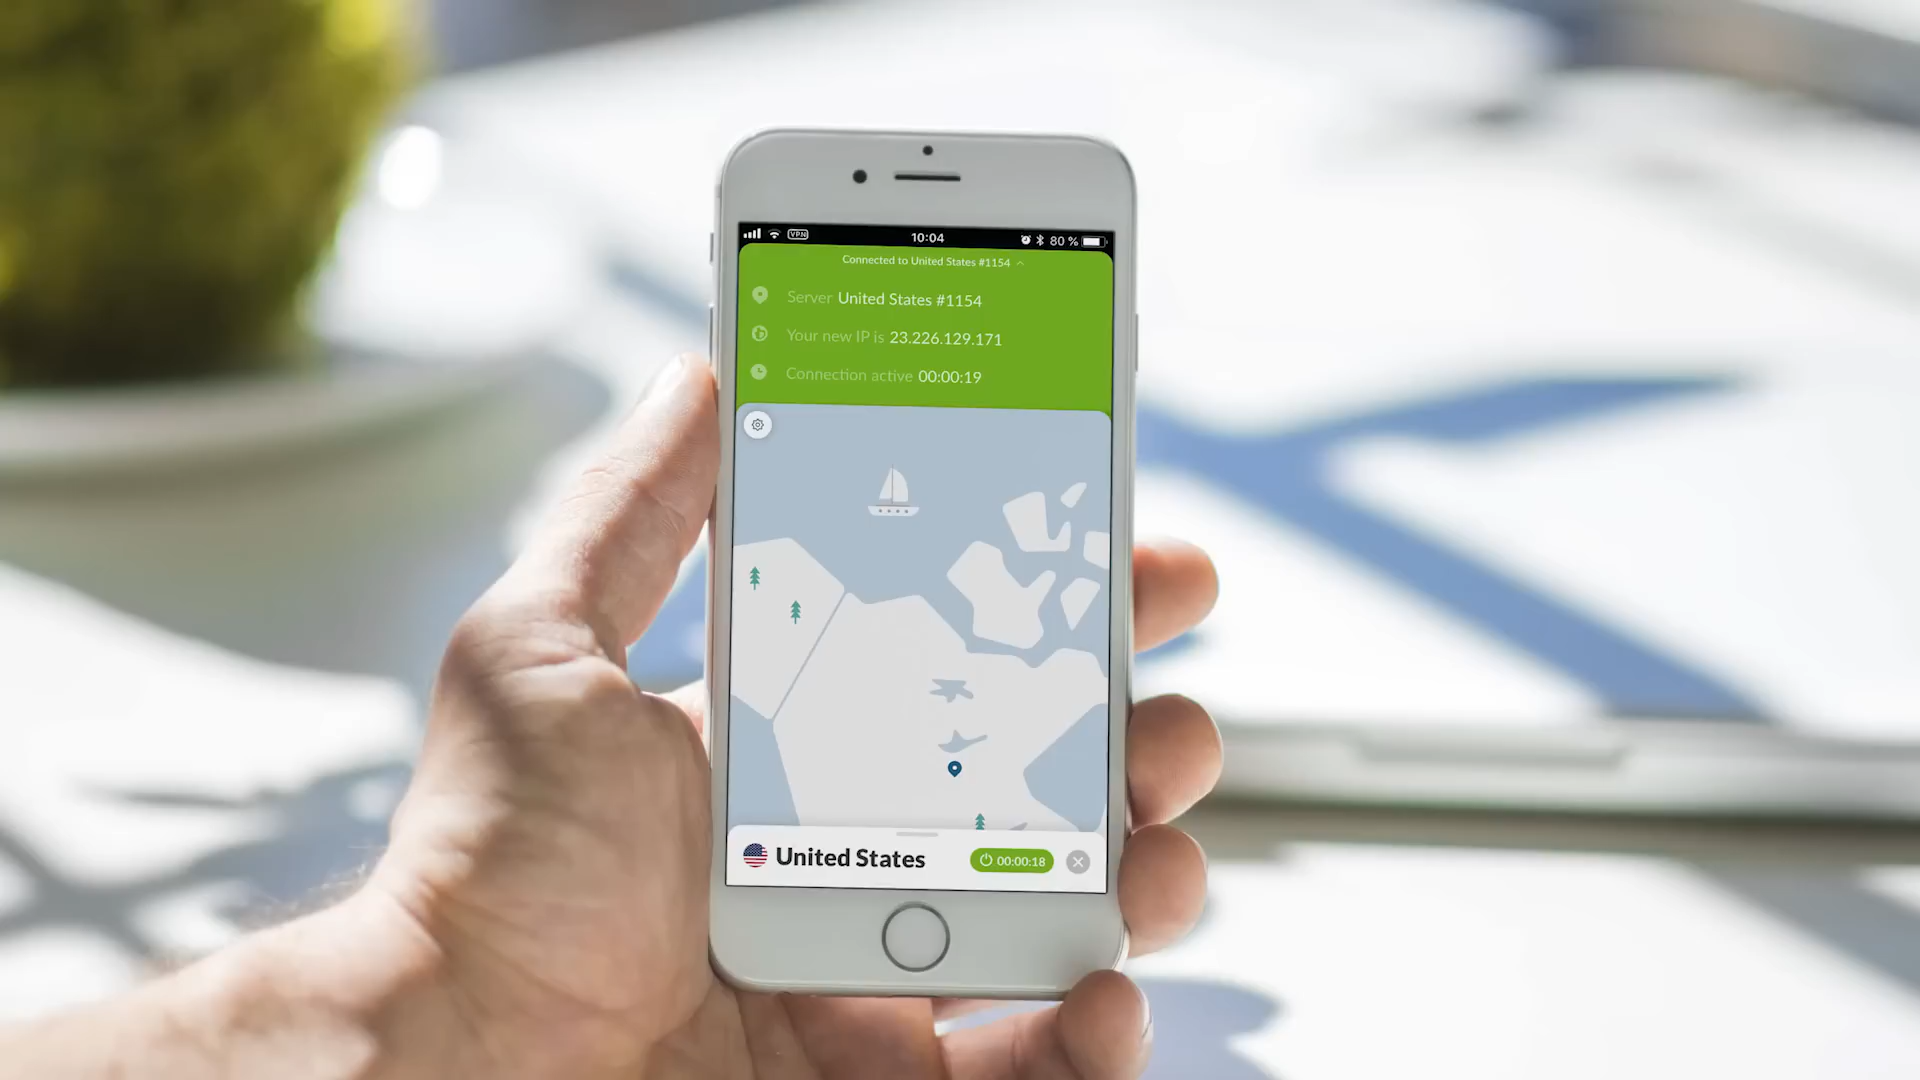 VPN 10:04 80 %
Connected to United States #1154
Server United States #1154
Your new IP is 23.226.129.171
Connection active 00:00:19
United States 00:00:18